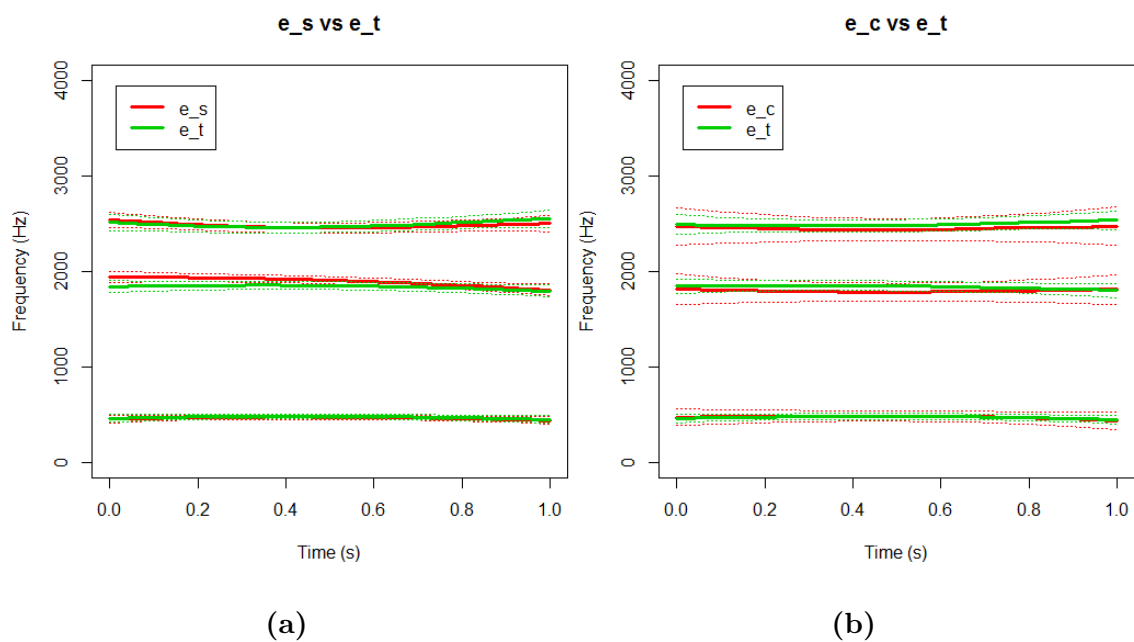 e_s vs e_t
4000
3000
2000
1000
0
Frequency (Hz)
e_s
e_t
0.0 0.2 0.4 0.6 0.8 1.0
Time (s)
(a)
e_c vs e_t
4000
3000
2000
1000
0
Frequency (Hz)
e_c
e_t
0.0 0.2 0.4 0.6 0.8 1.0
Time (s)
(b)